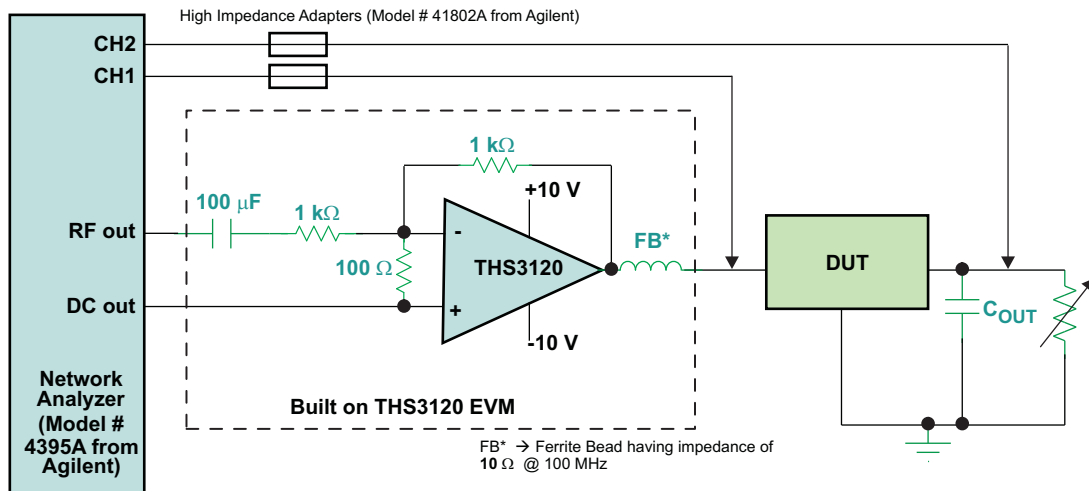 High Impedance Adapters (Model # 41802A from Agilent)
CH2
CH1
1 kΩ
+10 V
100 μF
1 kΩ
RF out
-
FB*
100 Ω
THS3120
DUT
DC out
+
COUT
-10 V
Network
Analyzer
(Model #
4395A from
Agilent)
Built on THS3120 EVM
FB* → Ferrite Bead having impedance of
10 Ω @ 100 MHz